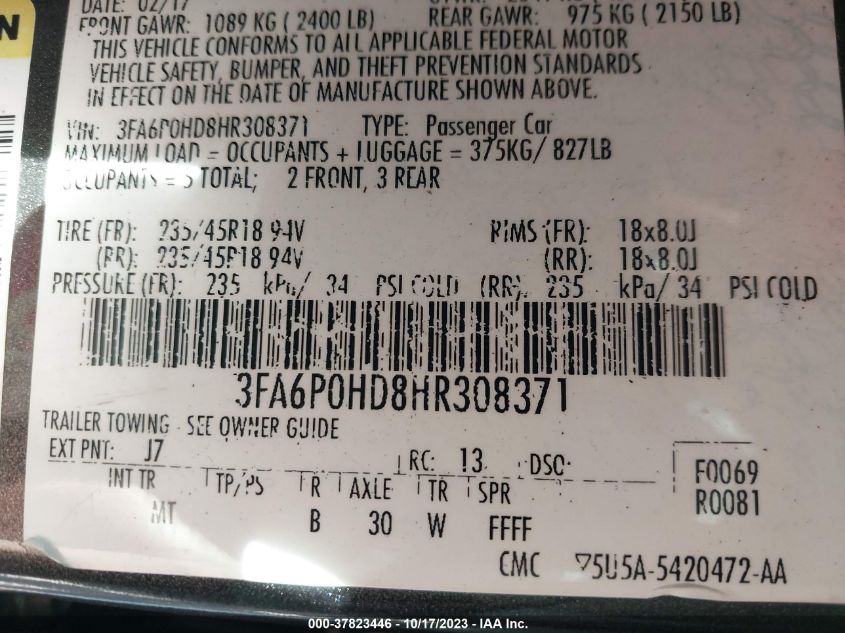 DATE: 02/17
FRONT GAWR: 1089 KG ( 2400 LB) REAR GAWR: 975 KG ( 2150 LB)
THIS VEHICLE CONFORMS TO ALL APPLICABLE FEDERAL MOTOR
VEHICLE SAFETY, BUMPER, AND THEFT PREVENTION STANDARDS
IN EFFECT ON THE DATE OF MANUFACTURE SHOWN ABOVE.
VIN: 3FA6P0HD8HR308371 TYPE: Passenger Car
MAXIMUM LOAD = OCCUPANTS + LUGGAGE = 375KG/ 827LB
OCCUPANTS = 5 TOTAL; 2 FRONT, 3 REAR
TIRE (FR): 235/45R18 94V RIMS (FR): 18x8.0J
(RR): 235/45R18 94V (RR): 18x8.0J
PRESSURE (FR): 235 kPa/ 34 PSI COLD (RR): 235 kPa/ 34 PSI COLD
3FA6P0HD8HR308371
TRAILER TOWING - SEE OWNER GUIDE
EXT PNT: J7 RC: 13 DSO:
F0069
R0081
INT TR TP/PS R AXLE TR SPR
MT B 30 W FFFF
CMC 5U5A-5420472-AA
N
000-37823446 - 10/17/2023 - IAA Inc.